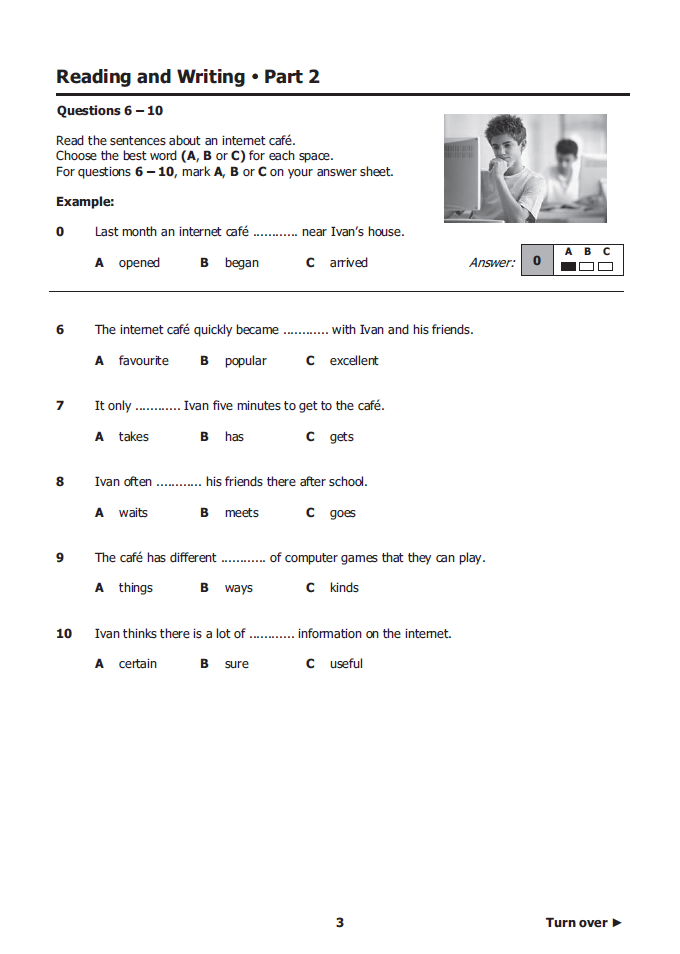 Reading and Writing • Part 2
Questions 6 – 10
Read the sentences about an internet café.
Choose the best word (A, B or C) for each space.
For questions 6 – 10, mark A, B or C on your answer sheet.
Example:
0 Last month an internet café ............ near Ivan's house.
A opened B began C arrived
Answer: 0 A B C
6 The internet café quickly became ............ with Ivan and his friends.
A favourite B popular C excellent
7 It only ............ Ivan five minutes to get to the café.
A takes B has C gets
8 Ivan often ............ his friends there after school.
A waits B meets C goes
9 The café has different ............ of computer games that they can play.
A things B ways C kinds
10 Ivan thinks there is a lot of ............ information on the internet.
A certain B sure C useful
3 Turn over ►